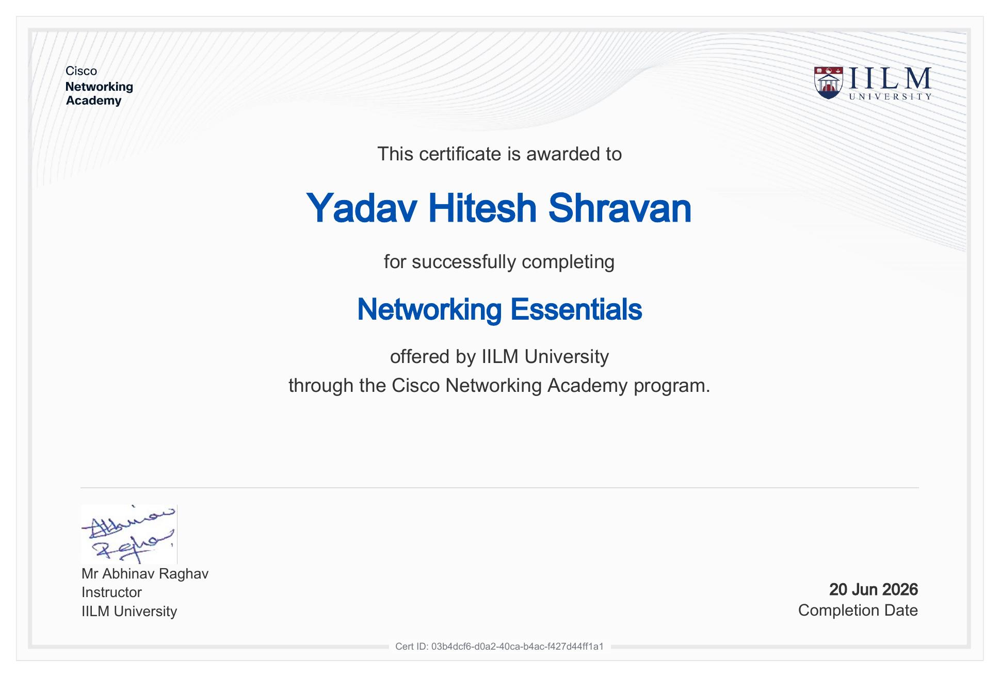 Cisco
Networking
Academy
IILM
UNIVERSITY
This certificate is awarded to
Yadav Hitesh Shravan
for successfully completing
Networking Essentials
offered by IILM University
through the Cisco Networking Academy program.
Abhinav
Raghav
Mr Abhinav Raghav
Instructor
IILM University
20 Jun 2026
Completion Date
Cert ID: 03b4dcf6-d0a2-40ca-b4ac-f427d44ff1a1